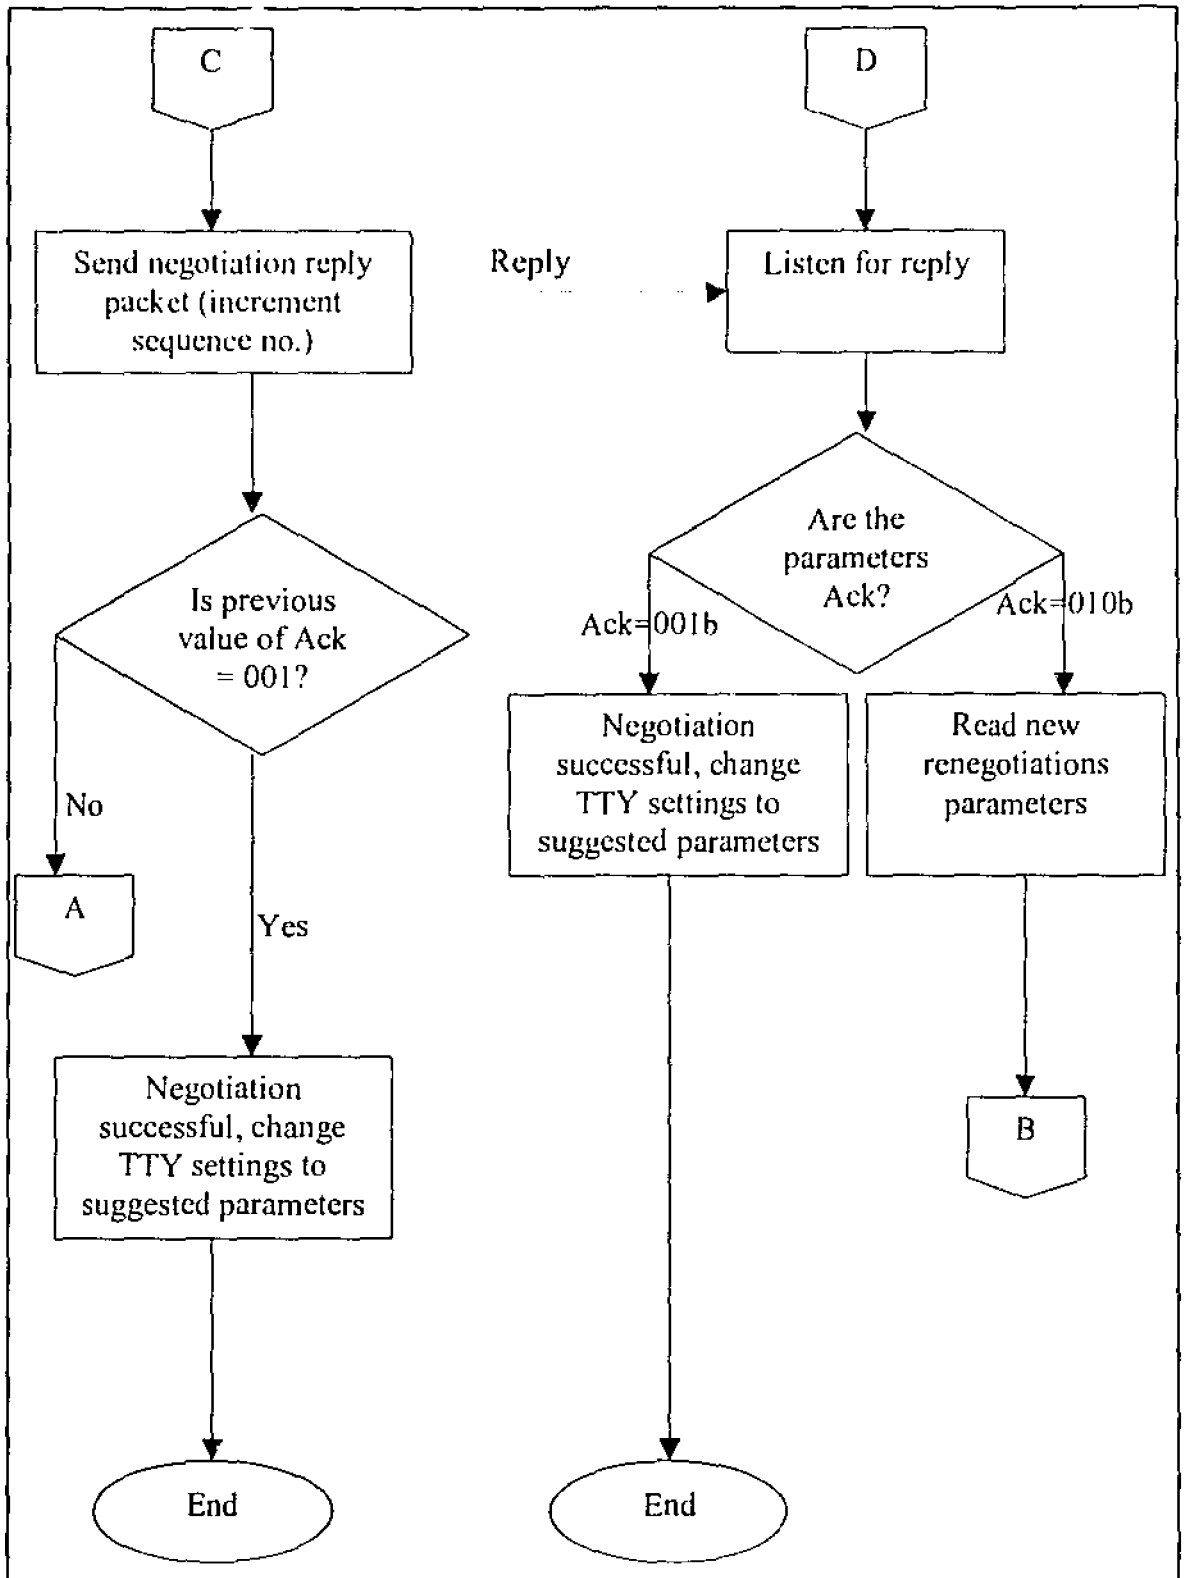 C
Send negotiation reply
packet (increment
sequence no.)
Is previous
value of Ack
= 001?
No
A
Yes
Negotiation
successful, change
TTY settings to
suggested parameters
End
D
Reply
Listen for reply
Are the
parameters
Ack?
Ack=001b
Ack=010b
Negotiation
successful, change
TTY settings to
suggested parameters
Read new
renegotiations
parameters
B
End